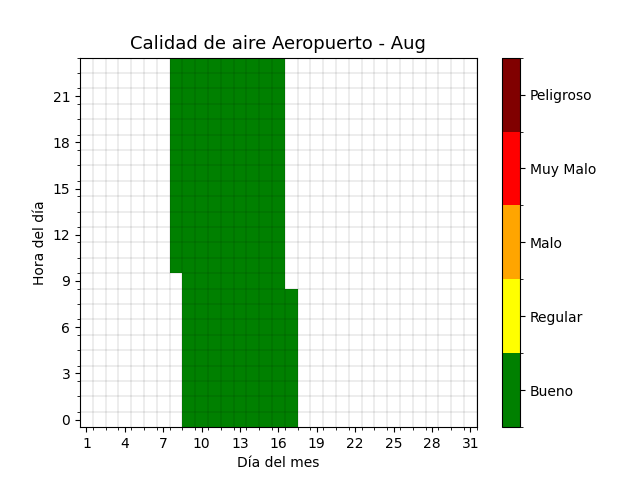 Calidad de aire Aeropuerto - Aug
Hora del día
21
18
15
12
9
6
3
0
1 4 7 10 13 16 19 22 25 28 31
Día del mes
Peligroso
Muy Malo
Malo
Regular
Bueno